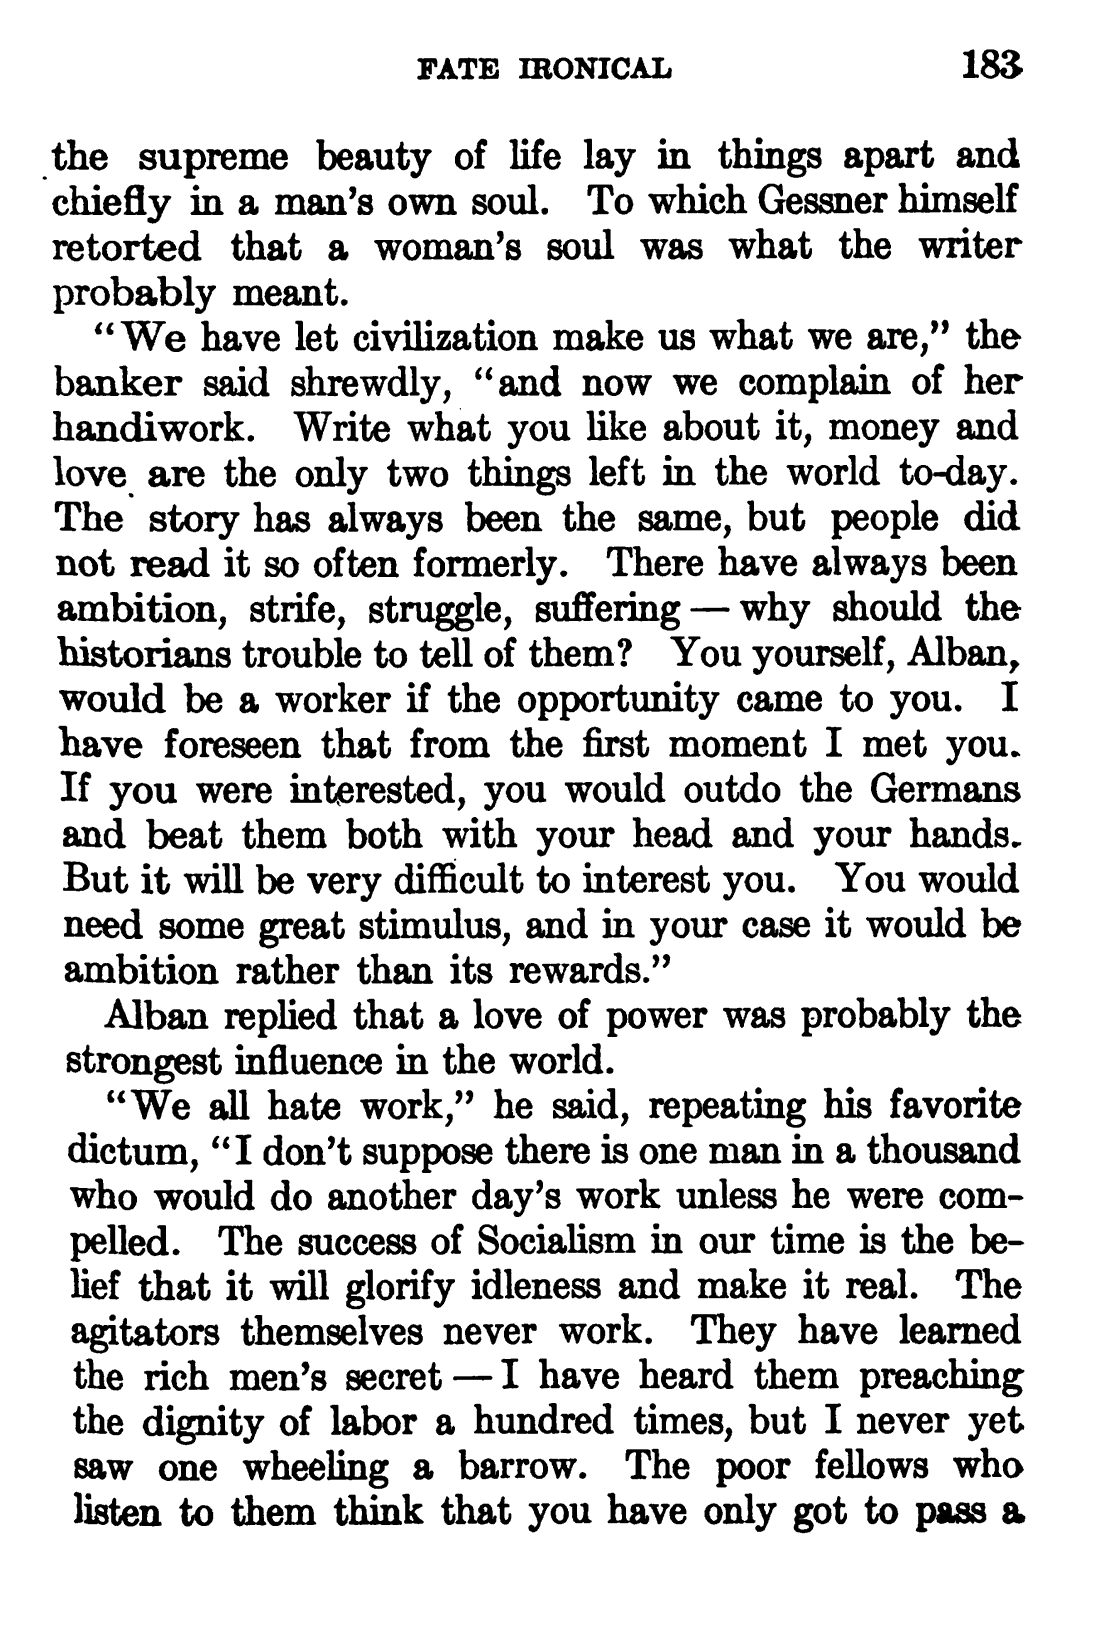 FATE IRONICAL 183
the supreme beauty of life lay in things apart and
chiefly in a man's own soul. To which Gessner himself
retorted that a woman's soul was what the writer
probably meant.
"We have let civilization make us what we are," the
banker said shrewdly, "and now we complain of her
handiwork. Write what you like about it, money and
love are the only two things left in the world to-day.
The story has always been the same, but people did
not read it so often formerly. There have always been
ambition, strife, struggle, suffering — why should the
historians trouble to tell of them? You yourself, Alban,
would be a worker if the opportunity came to you. I
have foreseen that from the first moment I met you.
If you were interested, you would outdo the Germans
and beat them both with your head and your hands.
But it will be very difficult to interest you. You would
need some great stimulus, and in your case it would be
ambition rather than its rewards."
Alban replied that a love of power was probably the
strongest influence in the world.
"We all hate work," he said, repeating his favorite
dictum, "I don't suppose there is one man in a thousand
who would do another day's work unless he were com-
pelled. The success of Socialism in our time is the be-
lief that it will glorify idleness and make it real. The
agitators themselves never work. They have learned
the rich men's secret — I have heard them preaching
the dignity of labor a hundred times, but I never yet
saw one wheeling a barrow. The poor fellows who
listen to them think that you have only got to pass a